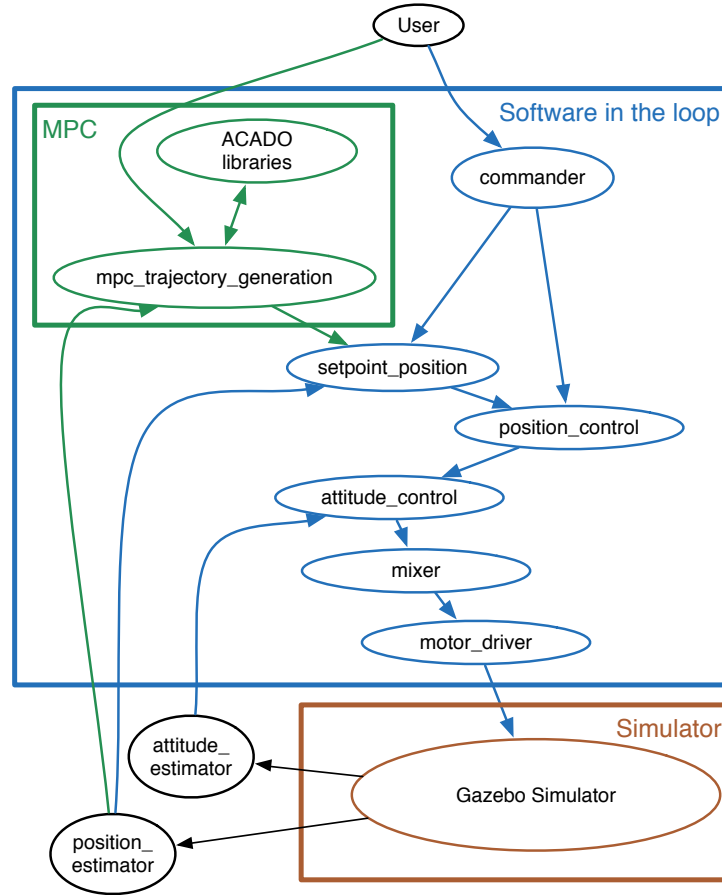 User
Software in the loop
MPC
ACADO
libraries
commander
mpc_trajectory_generation
setpoint_position
position_control
attitude_control
mixer
motor_driver
Simulator
attitude_
estimator
Gazebo Simulator
position_
estimator